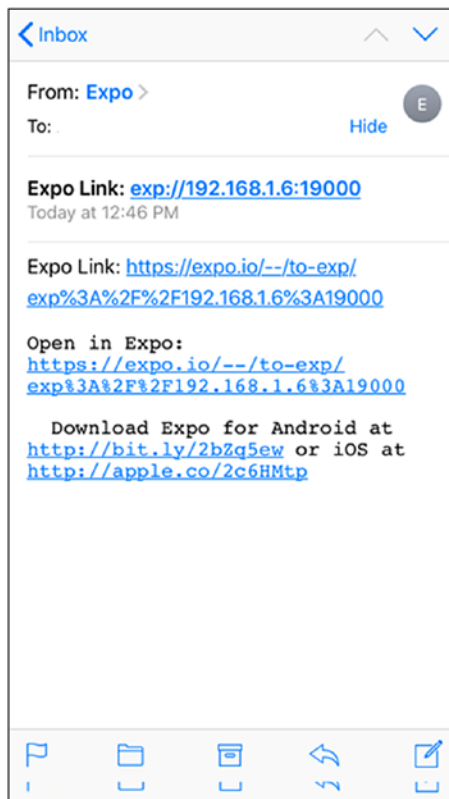 Inbox
From: Expo
E
To:
Hide
Expo Link: exp://192.168.1.6:19000
Today at 12:46 PM
Expo Link: https://expo.io/--/to-exp/
exp%3A%2F%2F192.168.1.6%3A19000
Open in Expo:
https://expo.io/--/to-exp/
exp%3A%2F%2F192.168.1.6%3A19000
Download Expo for Android at
http://bit.ly/2bZq5ew or iOS at
http://apple.co/2c6HMtp